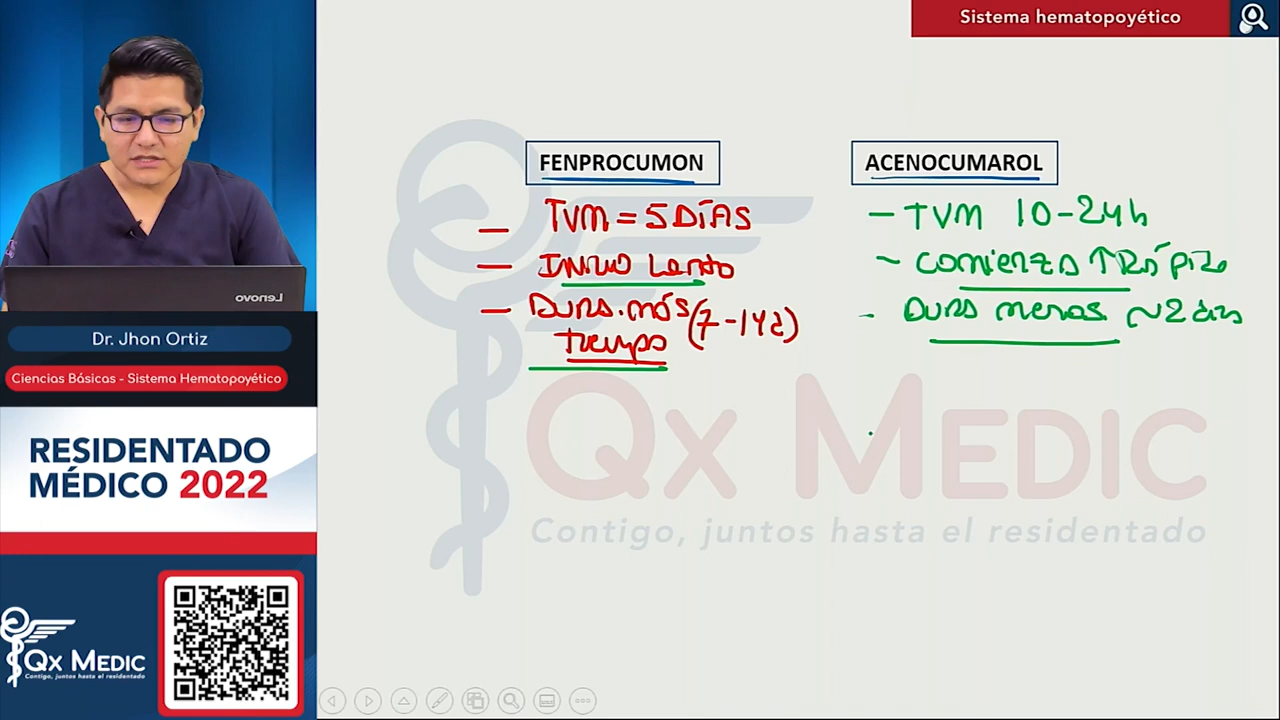 Sistema hematopoyético
FENPROCUMON
— TVM = 5 DÍAS
— INICIO Lento
— DURA. MÁS
tiempo (7-14d)
ACENOCUMAROL
— TVM 10-24h
~ COMIENZA ↑ RÁPIDO
- DURA menos ~2 días
QX MEDIC
Contigo, juntos hasta el residentado
Lenovo
Dr. Jhon Ortiz
Ciencias Básicas - Sistema Hematopoyético
RESIDENTADO
MÉDICO 2022
QX MEDIC
Contigo, juntos hasta el residentado